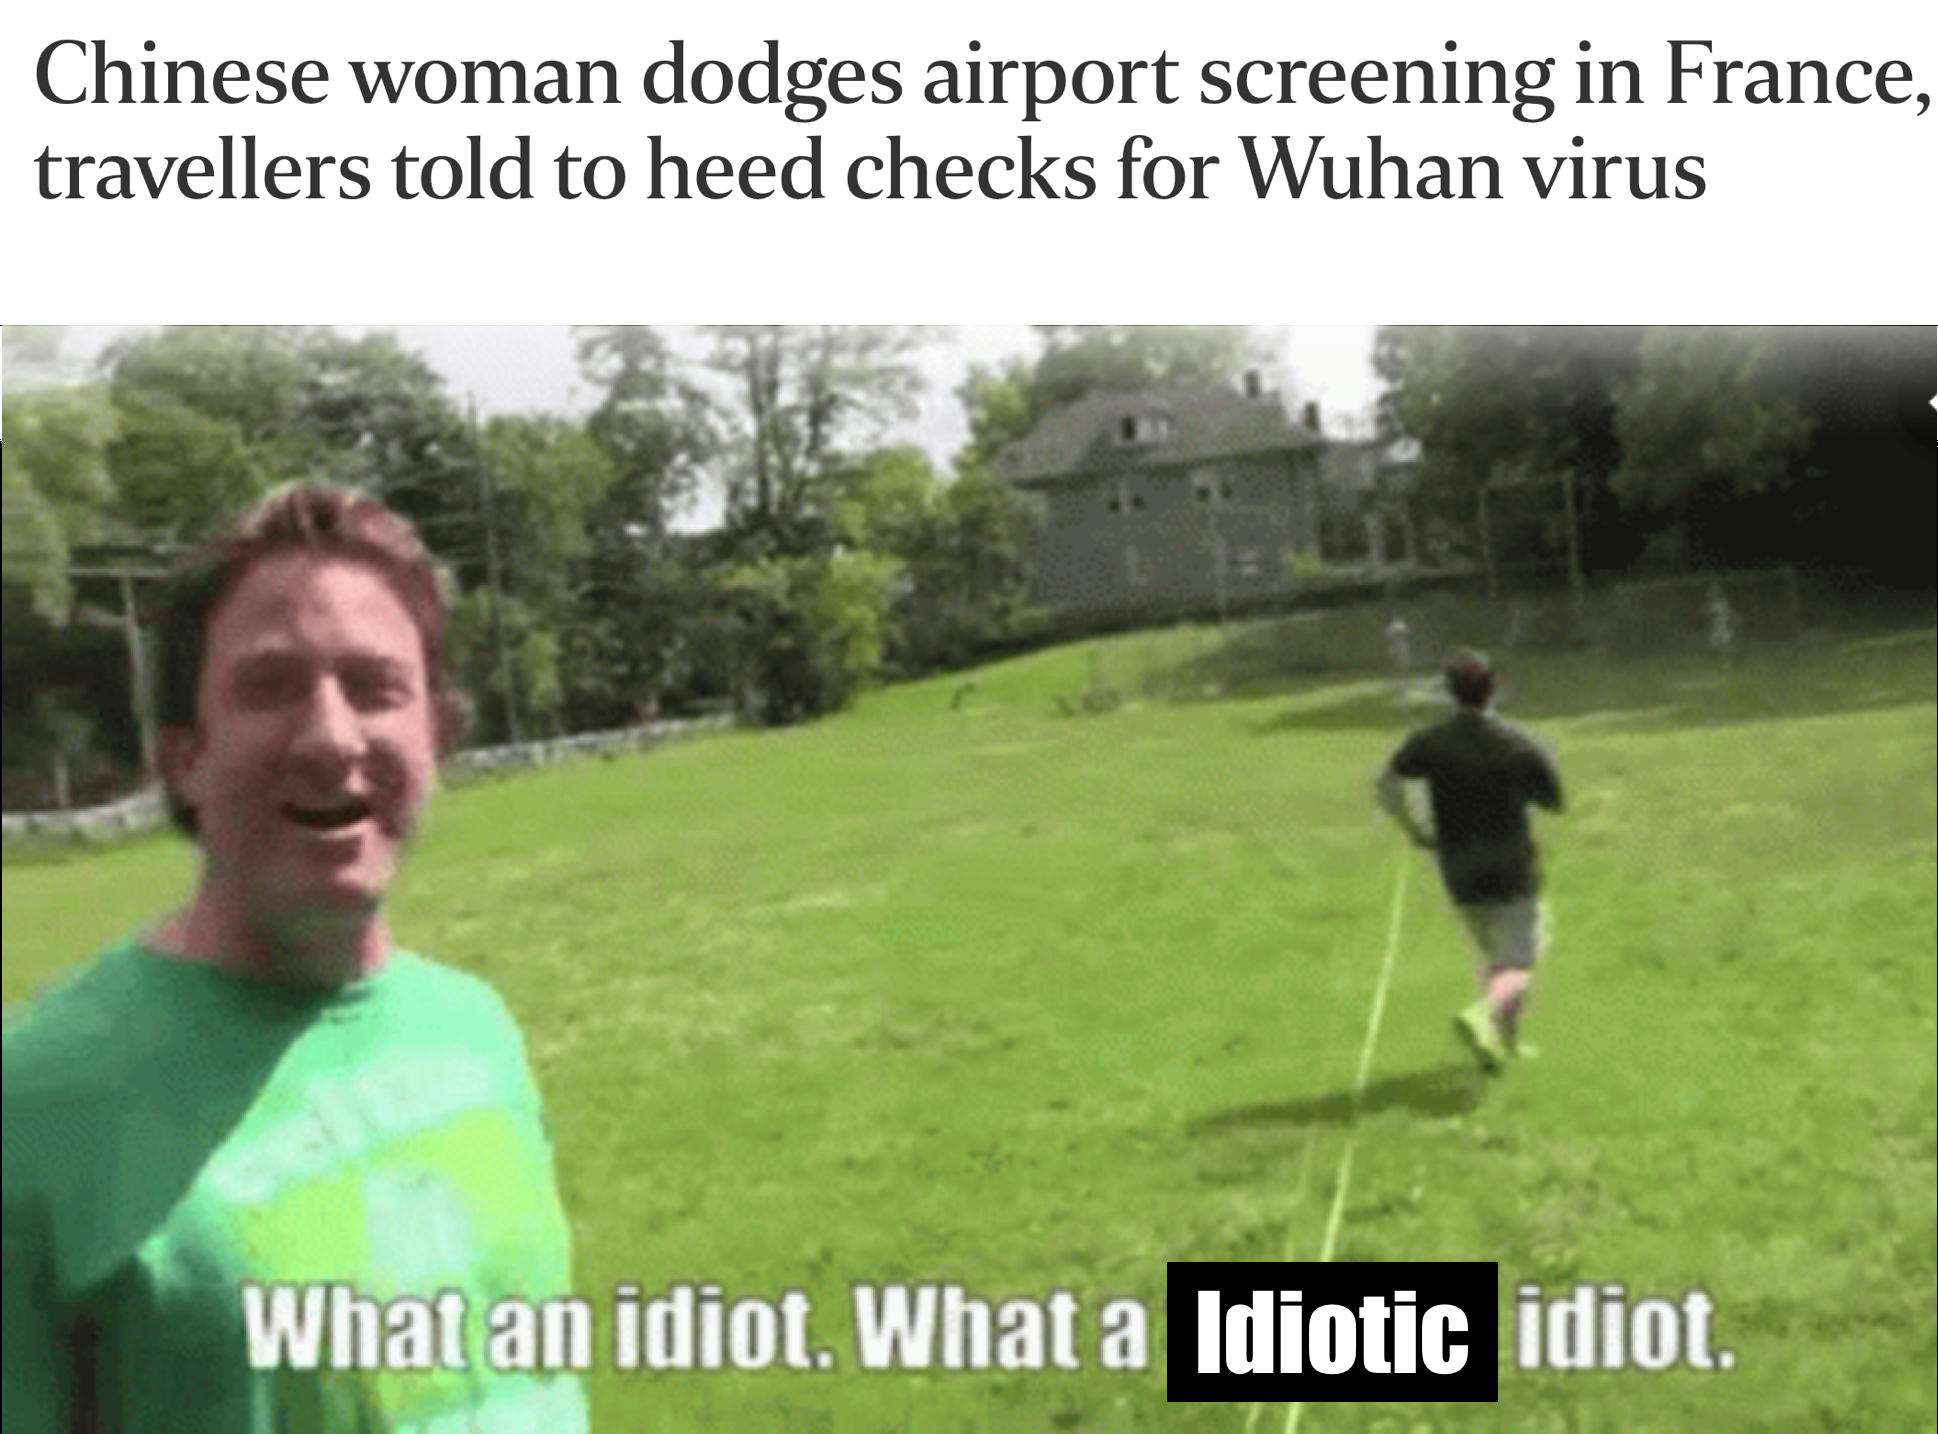 Chinese woman dodges airport screening in France,
travellers told to heed checks for Wuhan virus
What an idiot. What a Idiotic idiot.